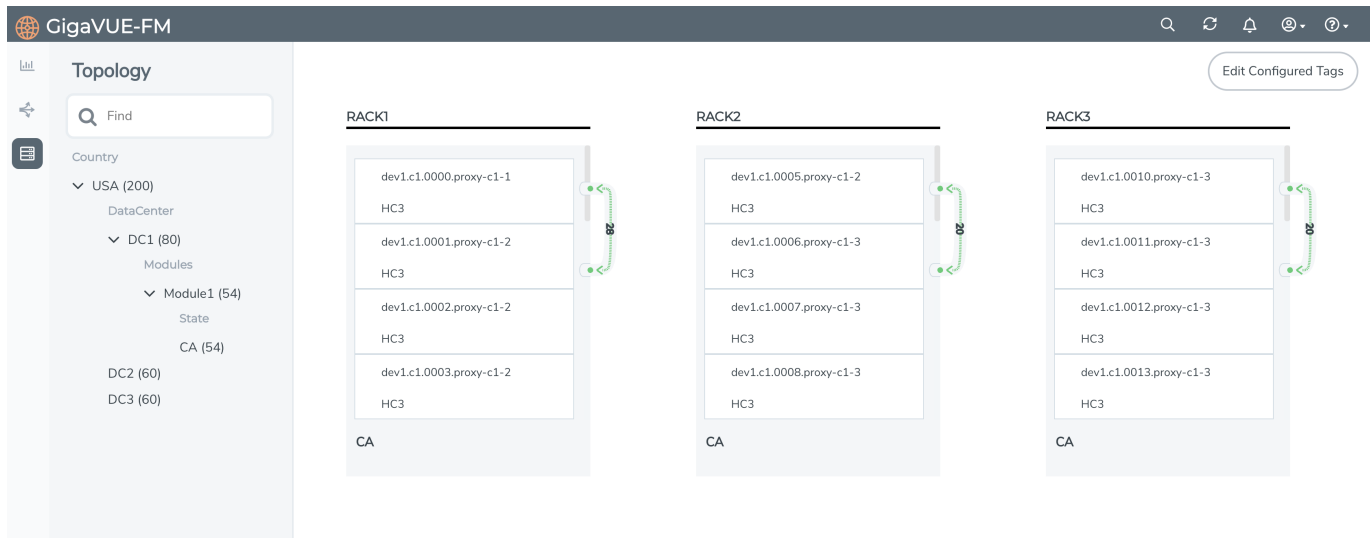 GigaVUE-FM
Topology
Edit Configured Tags
Find
Country
USA (200)
DataCenter
DC1 (80)
Modules
Module1 (54)
State
CA (54)
DC2 (60)
DC3 (60)
RACK1
dev1.c1.0000.proxy-c1-1
HC3
dev1.c1.0001.proxy-c1-2
HC3
dev1.c1.0002.proxy-c1-2
HC3
dev1.c1.0003.proxy-c1-2
HC3
CA
28
RACK2
dev1.c1.0005.proxy-c1-2
HC3
dev1.c1.0006.proxy-c1-3
HC3
dev1.c1.0007.proxy-c1-3
HC3
dev1.c1.0008.proxy-c1-3
HC3
CA
20
RACK3
dev1.c1.0010.proxy-c1-3
HC3
dev1.c1.0011.proxy-c1-3
HC3
dev1.c1.0012.proxy-c1-3
HC3
dev1.c1.0013.proxy-c1-3
HC3
CA
20